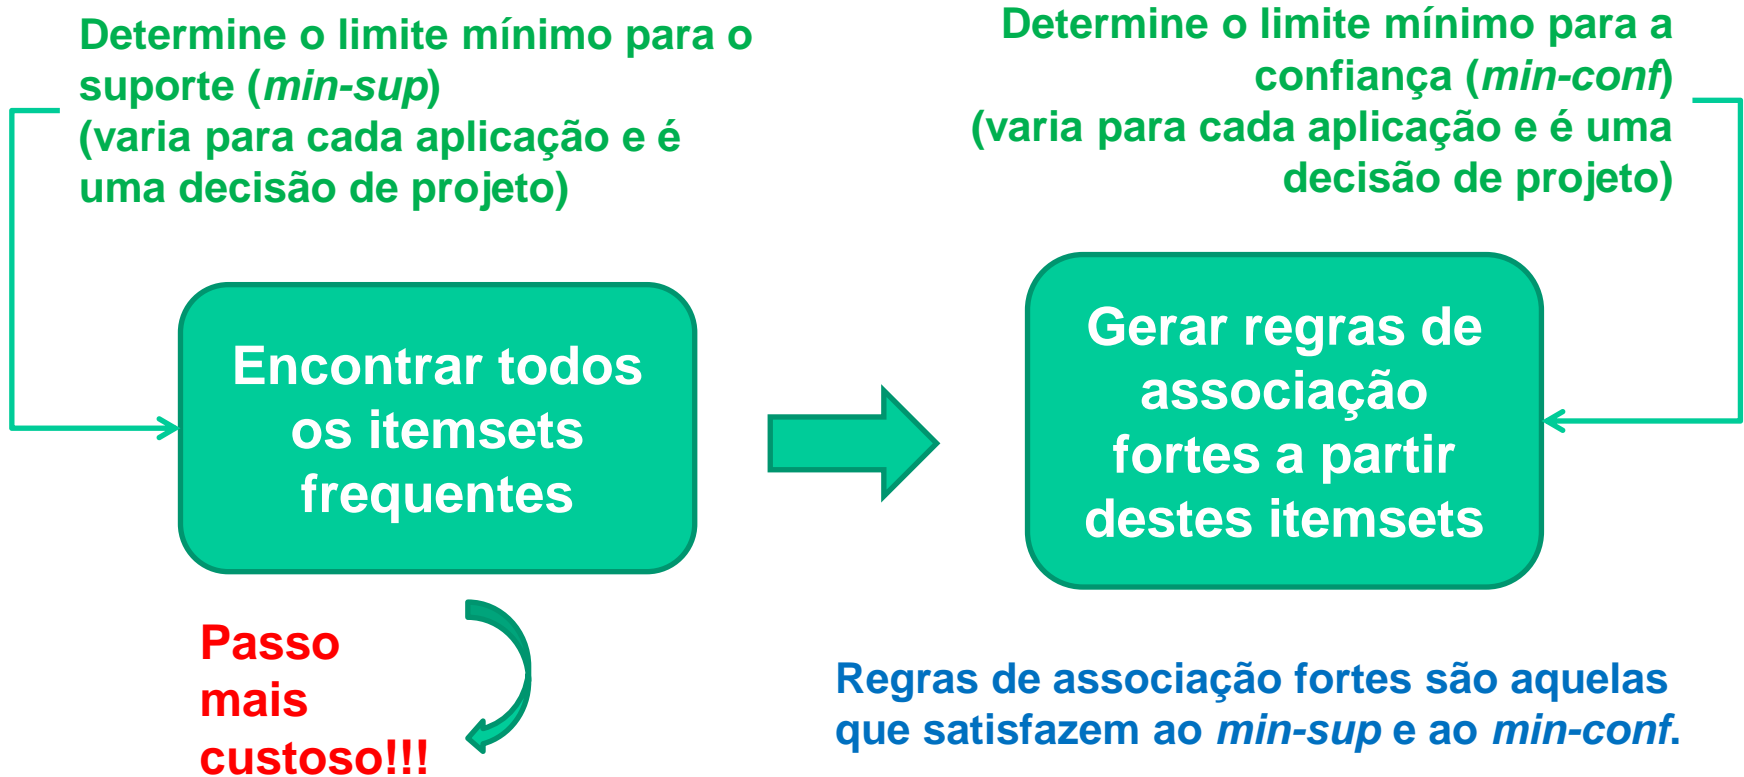 Determine o limite mínimo para o
suporte (min-sup)
(varia para cada aplicação e é
uma decisão de projeto)
Determine o limite mínimo para a
confiança (min-conf)
(varia para cada aplicação e é uma
decisão de projeto)
Encontrar todos
os itemsets
frequentes
Gerar regras de
associação
fortes a partir
destes itemsets
Passo
mais
custoso!!!
Regras de associação fortes são aquelas
que satisfazem ao min-sup e ao min-conf.